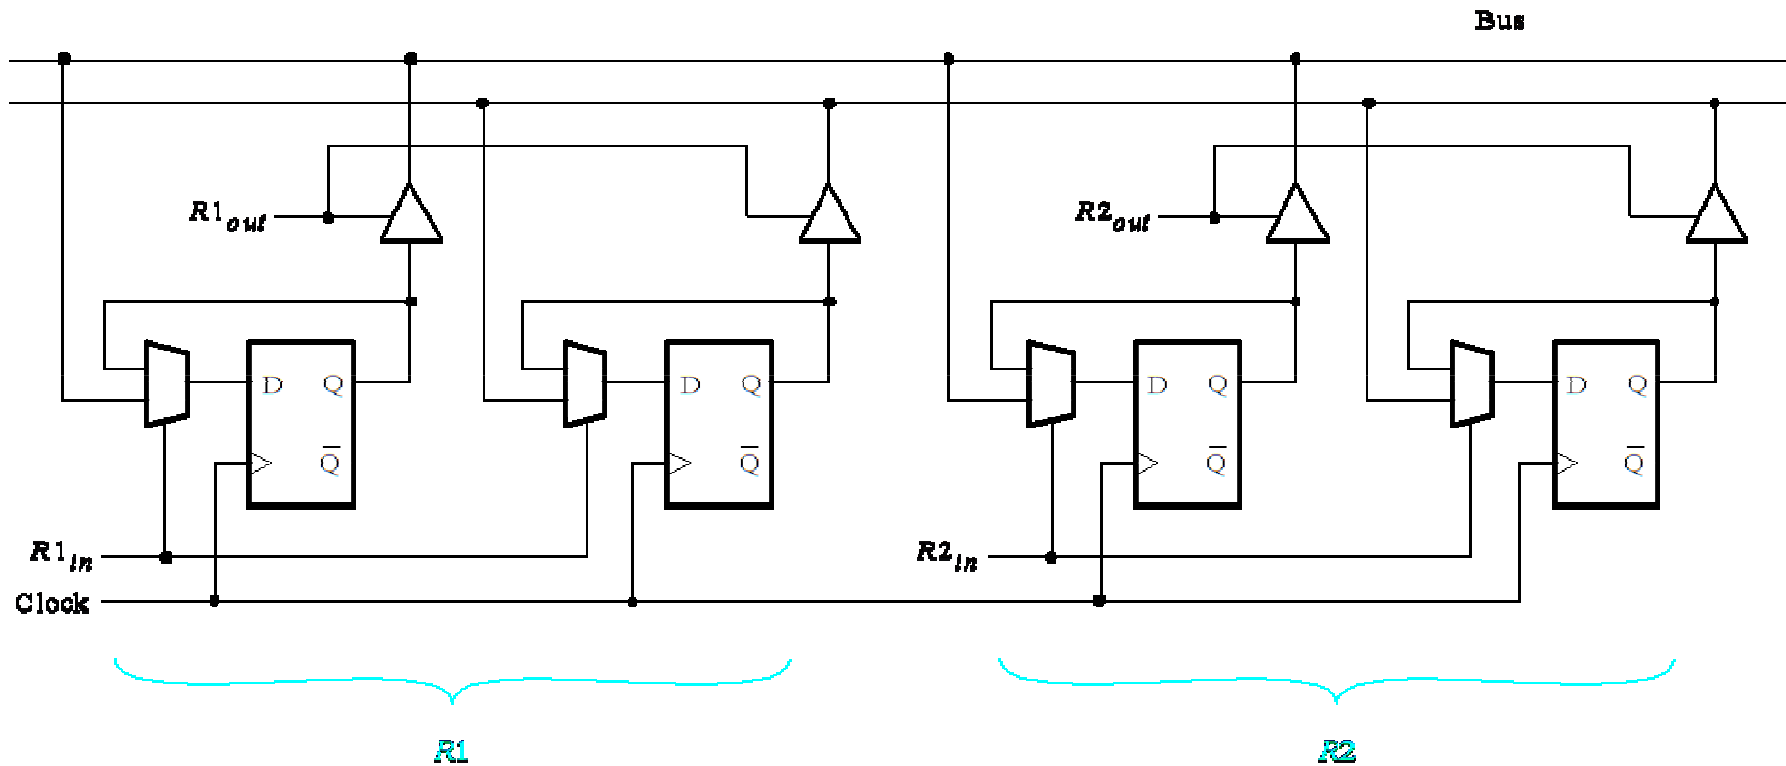 Bus
R1out
R2out
D Q
D Q
D Q
D Q
Q̅
Q̅
Q̅
Q̅
R1in
R2in
Clock
R1
R2